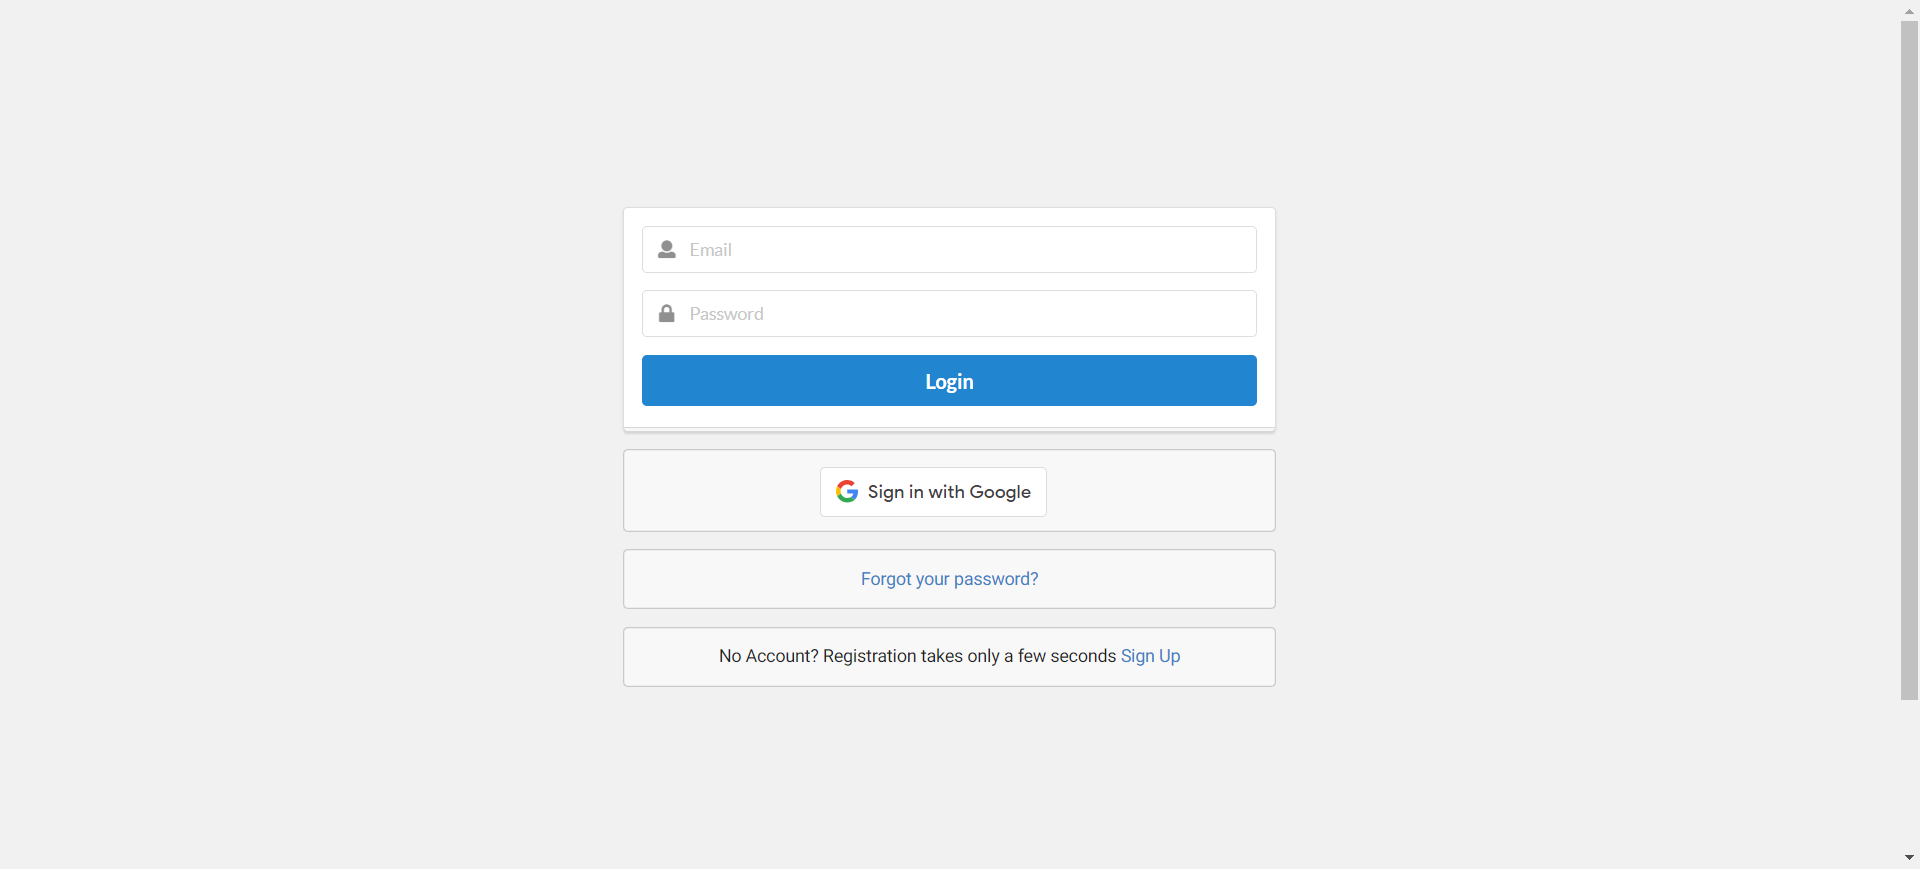 Email
Password
Login
Sign in with Google
Forgot your password?
No Account? Registration takes only a few seconds Sign Up